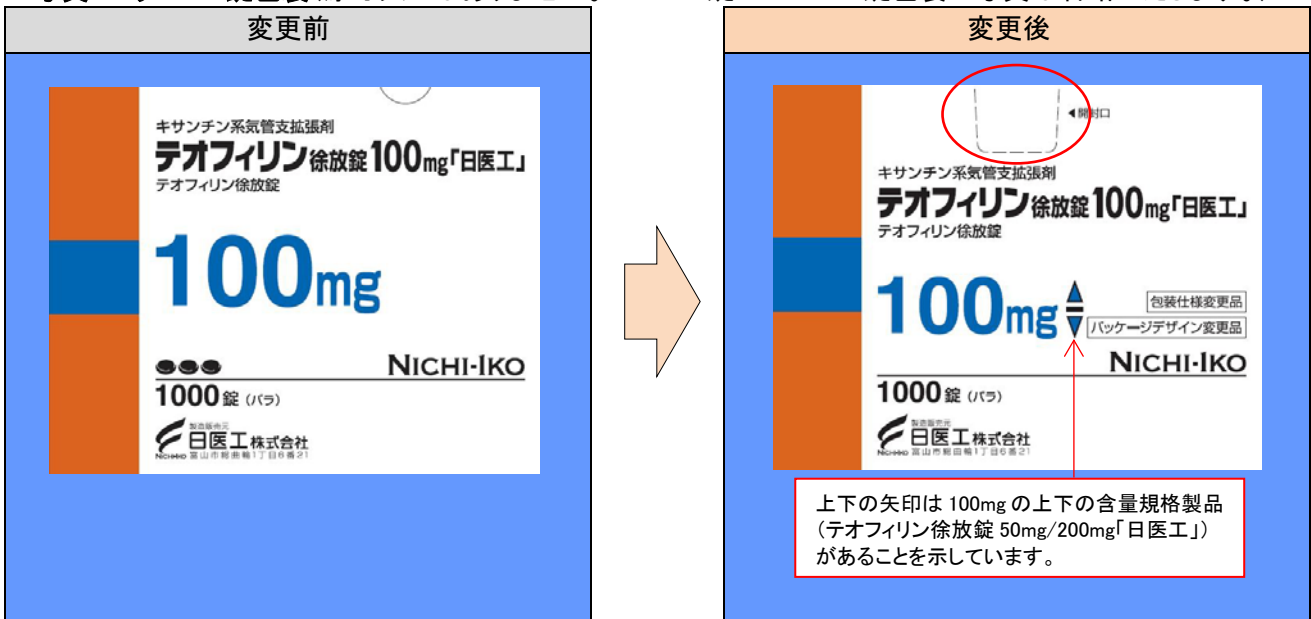 変更前
変更後
キサンチン系気管支拡張剤
テオフィリン徐放錠100mg「日医工」
テオフィリン徐放錠
100mg
NICHI-IKO
1000錠 (バラ)
製造販売元
日医工株式会社
NICHI-IKO 富山市総曲輪1丁目6番21
◀開封口
キサンチン系気管支拡張剤
テオフィリン徐放錠100mg「日医工」
テオフィリン徐放錠
100mg
包装仕様変更品
パッケージデザイン変更品
NICHI-IKO
1000錠 (バラ)
製造販売元
日医工株式会社
NICHI-IKO 富山市総曲輪1丁目6番21
上下の矢印は 100mg の上下の含量規格製品
(テオフィリン徐放錠 50mg/200mg「日医工」)
があることを示しています。